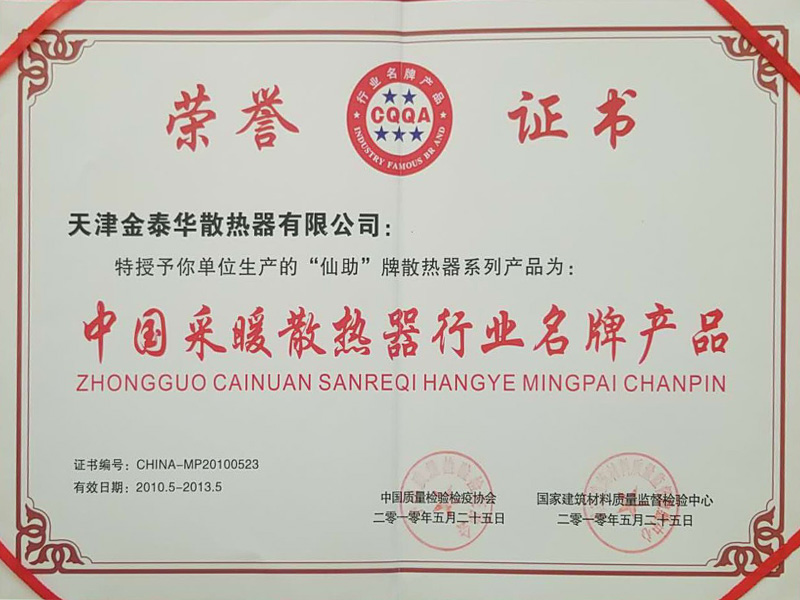 荣誉 证书
行业名牌产品
CQQA
INDUSTRY FAMOUS BRAND
天津金泰华散热器有限公司：
特授予你单位生产的“仙助”牌散热器系列产品为：
中国采暖散热器行业名牌产品
ZHONGGUO CAINUAN SANREQI HANGYE MINGPAI CHANPIN
证书编号：CHINA-MP20100523
有效日期：2010.5-2013.5
中国质量检验检疫协会
二零一零年五月二十五日
国家建筑材料质量监督检验中心
二零一零年五月二十五日